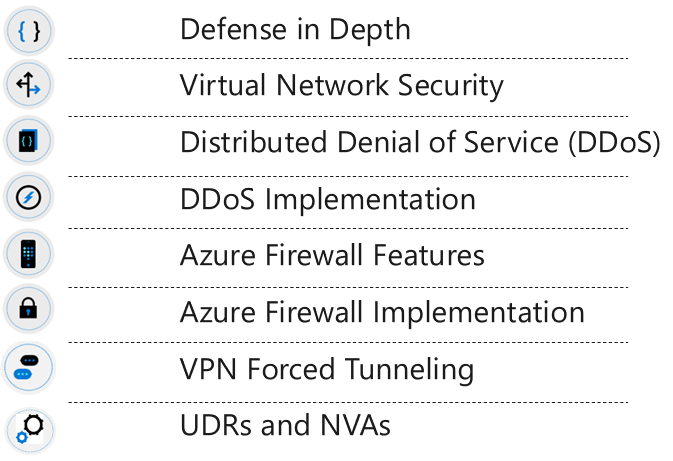 Defense in Depth
Virtual Network Security
Distributed Denial of Service (DDoS)
DDoS Implementation
Azure Firewall Features
Azure Firewall Implementation
VPN Forced Tunneling
UDRs and NVAs